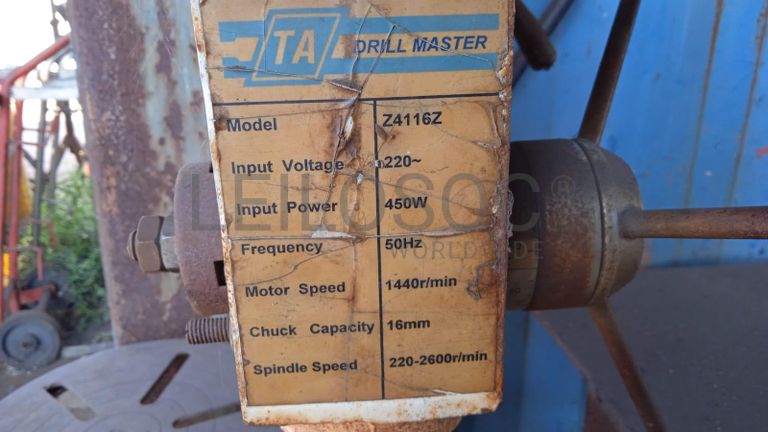 TA DRILL MASTER
Model Z4116Z
Input Voltage 220~
Input Power 450W
LEILOSOC®
WORLDWIDE
Frequency 50Hz
Motor Speed 1440r/min
Chuck Capacity 16mm
Spindle Speed 220-2600r/min